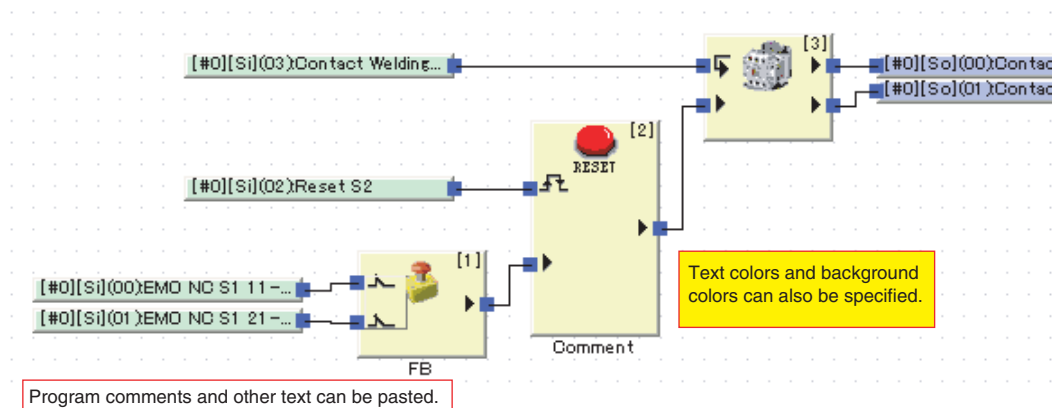 [3]
[#0][Si](03):Contact Welding...
[#0][So](00):Contac
[#0][So](01):Contac
[2]
RESET
[#0][Si](02):Reset S2
[1]
[#0][Si](00):EMO NC S1 11-...
[#0][Si](01):EMO NC S1 21-...
Text colors and background
colors can also be specified.
Comment
FB
Program comments and other text can be pasted.